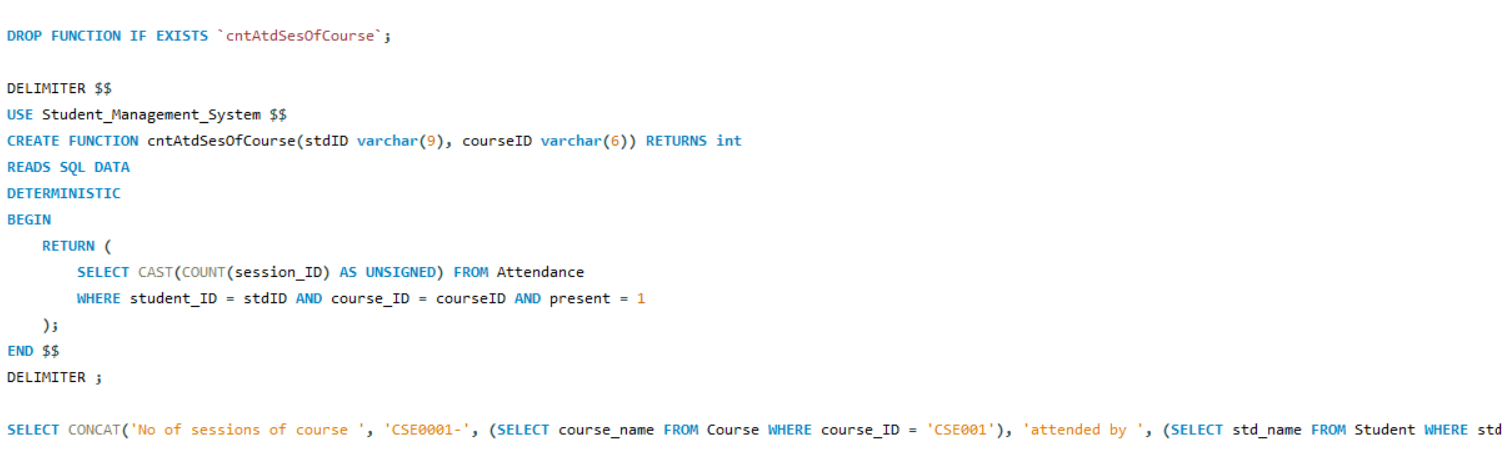 DROP FUNCTION IF EXISTS `cntAtdSesOfCourse`;
DELIMITER $$
USE Student_Management_System $$
CREATE FUNCTION cntAtdSesOfCourse(stdID varchar(9), courseID varchar(6)) RETURNS int
READS SQL DATA
DETERMINISTIC
BEGIN
    RETURN (
        SELECT CAST(COUNT(session_ID) AS UNSIGNED) FROM Attendance
        WHERE student_ID = stdID AND course_ID = courseID AND present = 1
    );
END $$
DELIMITER ;
SELECT CONCAT('No of sessions of course ', 'CSE0001-', (SELECT course_name FROM Course WHERE course_ID = 'CSE001'), 'attended by ', (SELECT std_name FROM Student WHERE std